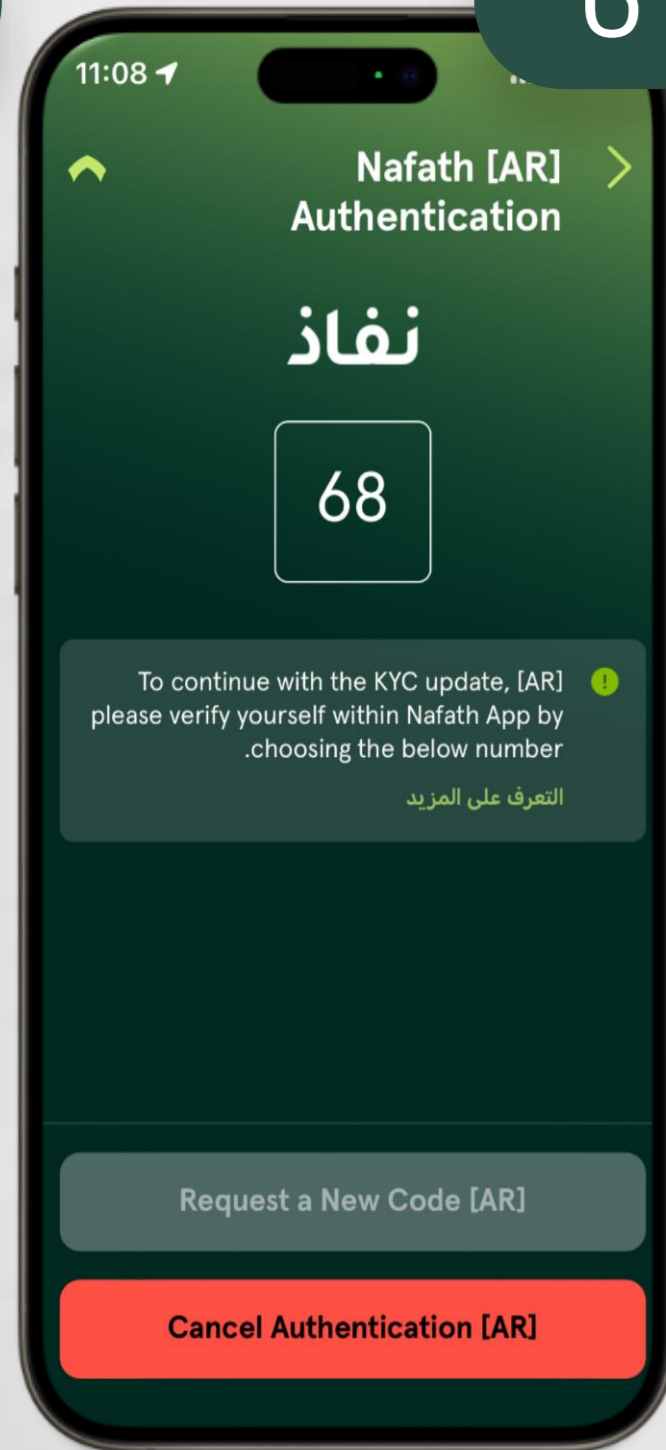 6
11:08
Nafath [AR]
Authentication
نفاذ
68
To continue with the KYC update, [AR]
please verify yourself within Nafath App by
.choosing the below number
التعرف على المزيد
Request a New Code [AR]
Cancel Authentication [AR]